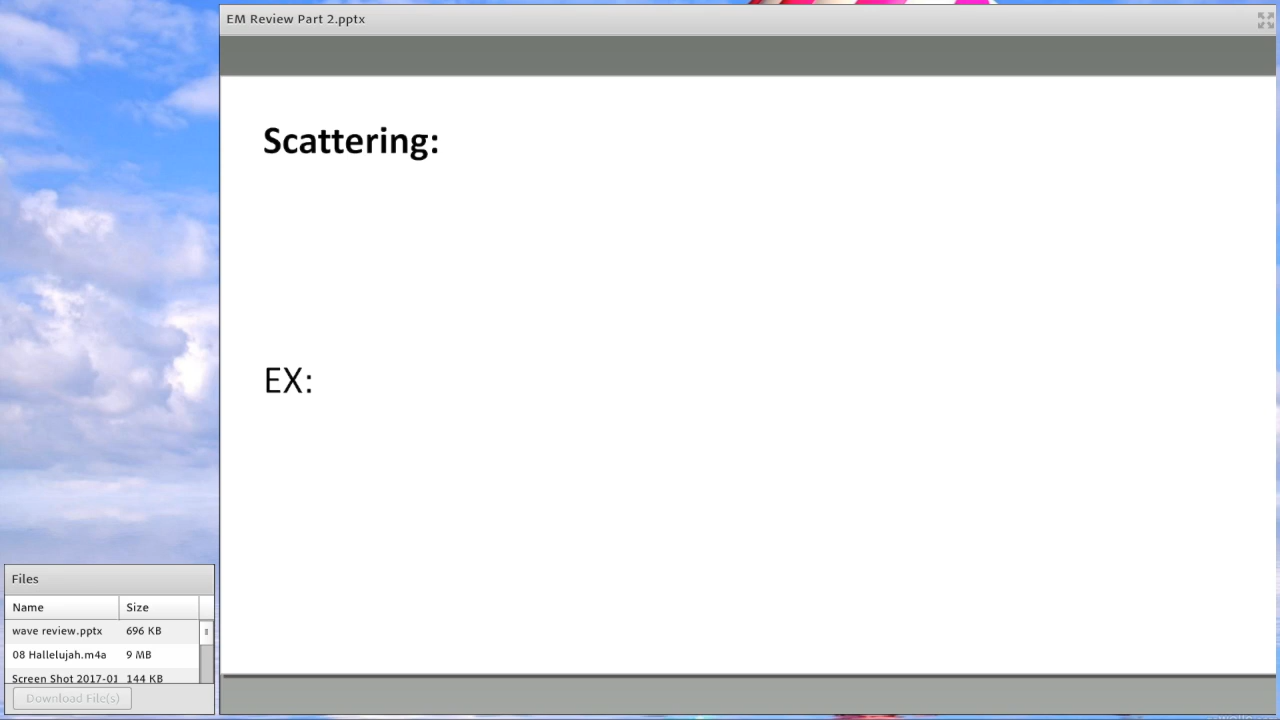 EM Review Part 2.pptx
Scattering:
EX:
Files
Name Size
wave review.pptx 696 KB
08 Hallelujah.m4a 9 MB
Screen Shot 2017-01 144 KB
Download File(s)